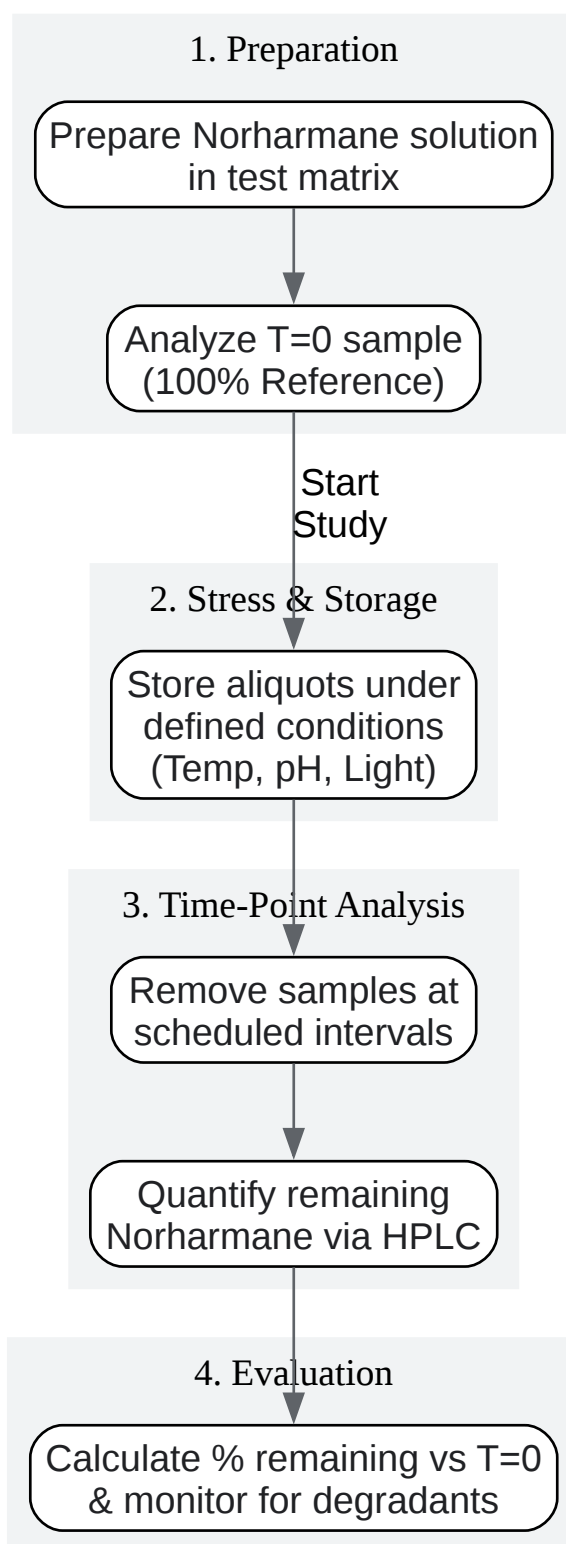 1. Preparation
Prepare Norharmane solution
in test matrix
Analyze T=0 sample
(100% Reference)
Start
Study
2. Stress & Storage
Store aliquots under
defined conditions
(Temp, pH, Light)
3. Time-Point Analysis
Remove samples at
scheduled intervals
Quantify remaining
Norharmane via HPLC
4. Evaluation
Calculate % remaining vs T=0
& monitor for degradants